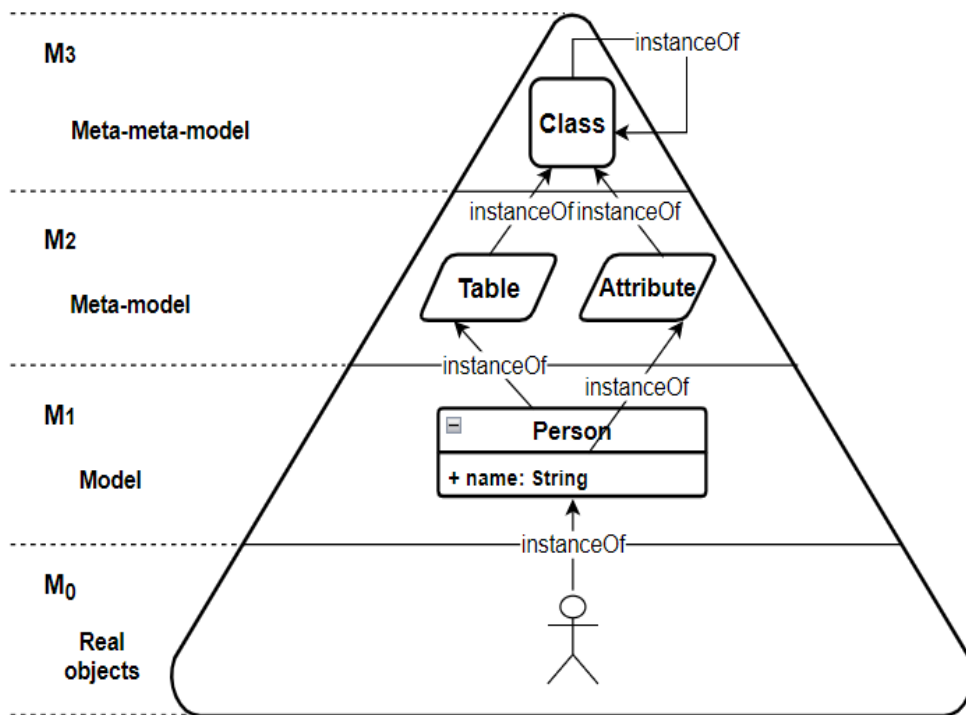 M3
Meta-meta-model
instanceOf
Class
M2
Meta-model
instanceOf instanceOf
Table
Attribute
M1
Model
instanceOf
instanceOf
Person
+ name: String
M0
Real
objects
instanceOf